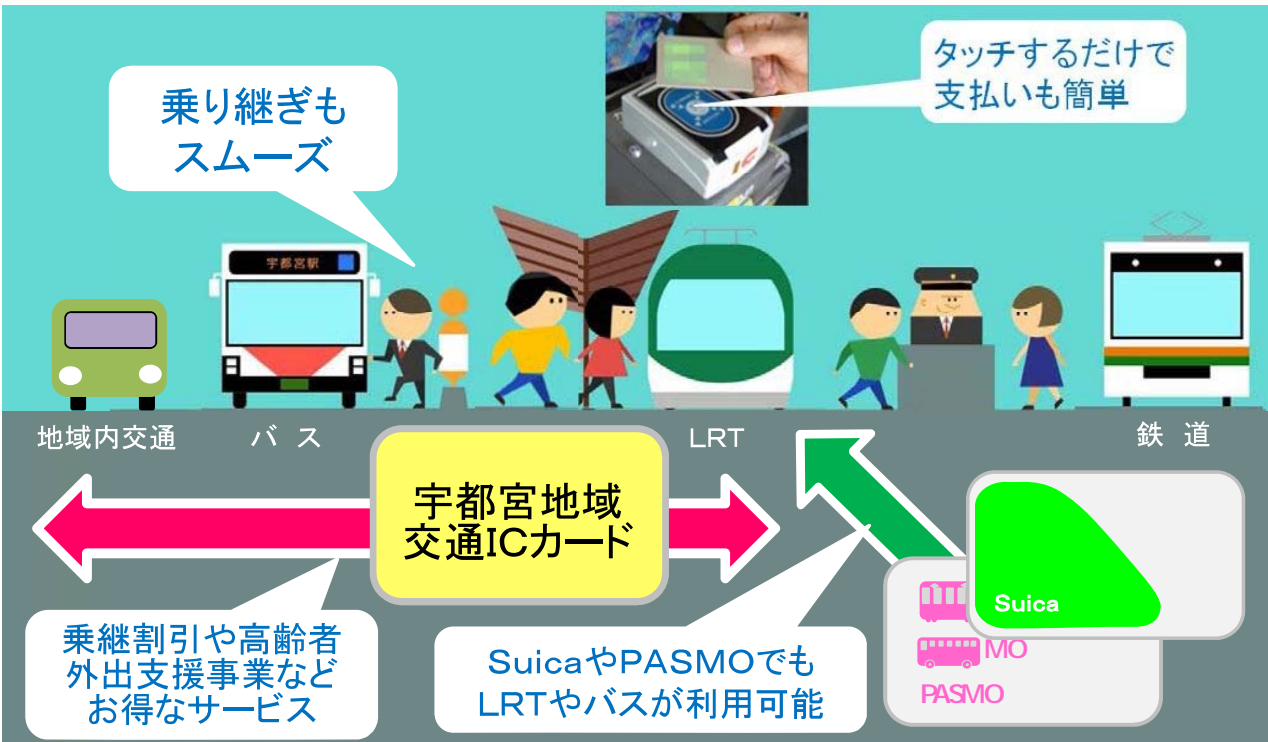 タッチするだけで
支払いも簡単
乗り継ぎも
スムーズ
IC
宇都宮駅
地域内交通
バス
LRT
鉄道
宇都宮地域
交通ICカード
Suica
MO
PASMO
乗継割引や高齢者
外出支援事業など
お得なサービス
SuicaやPASMOでも
LRTやバスが利用可能